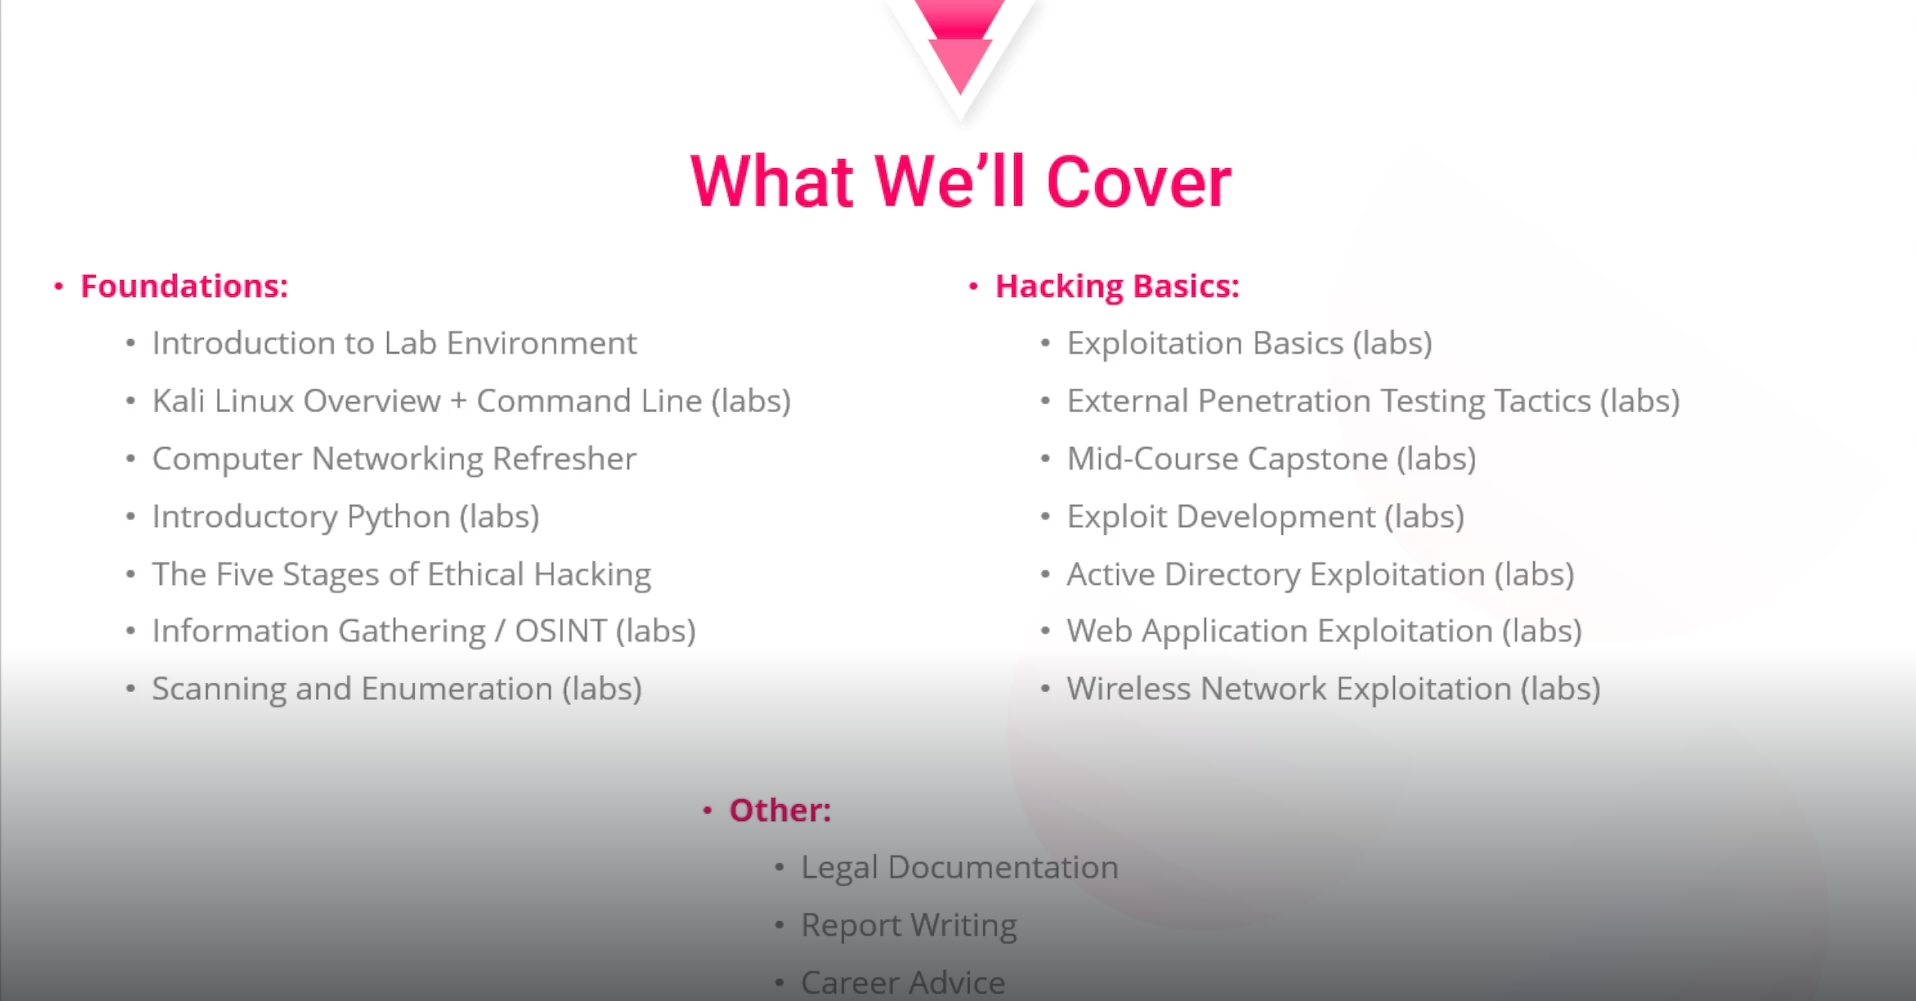 What We’ll Cover
• Foundations:
• Introduction to Lab Environment
• Kali Linux Overview + Command Line (labs)
• Computer Networking Refresher
• Introductory Python (labs)
• The Five Stages of Ethical Hacking
• Information Gathering / OSINT (labs)
• Scanning and Enumeration (labs)
• Hacking Basics:
• Exploitation Basics (labs)
• External Penetration Testing Tactics (labs)
• Mid-Course Capstone (labs)
• Exploit Development (labs)
• Active Directory Exploitation (labs)
• Web Application Exploitation (labs)
• Wireless Network Exploitation (labs)
• Other:
• Legal Documentation
• Report Writing
• Career Advice